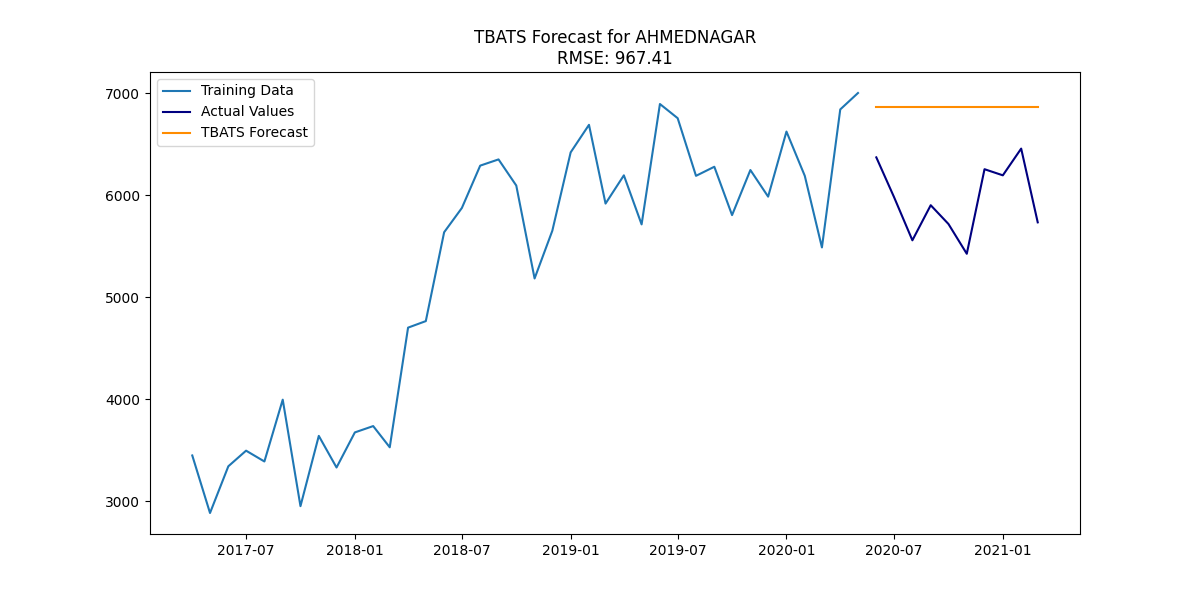 TBATS Forecast for AHMEDNAGAR
RMSE: 967.41
Training Data
Actual Values
TBATS Forecast
7000
6000
5000
4000
3000
2017-07
2018-01
2018-07
2019-01
2019-07
2020-01
2020-07
2021-01